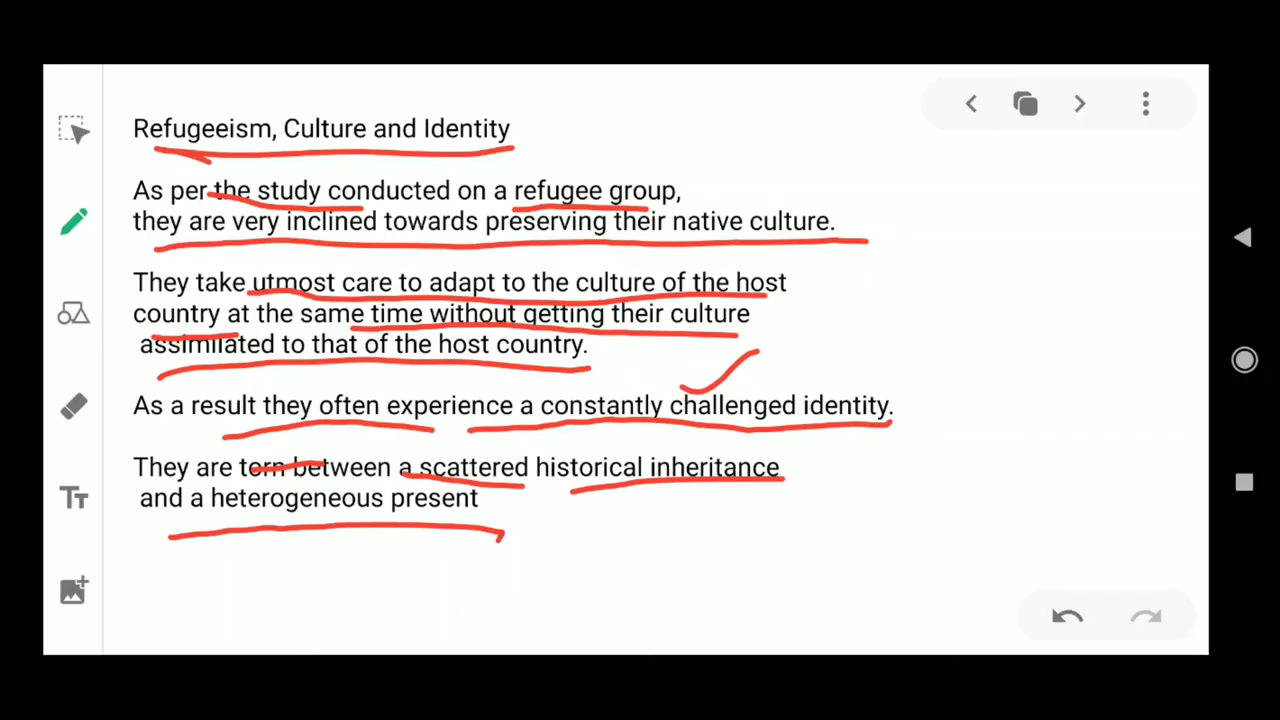 Refugeeism, Culture and Identity
As per the study conducted on a refugee group,
they are very inclined towards preserving their native culture.
They take utmost care to adapt to the culture of the host
country at the same time without getting their culture
assimilated to that of the host country.
As a result they often experience a constantly challenged identity.
They are torn between a scattered historical inheritance
and a heterogeneous present
TT